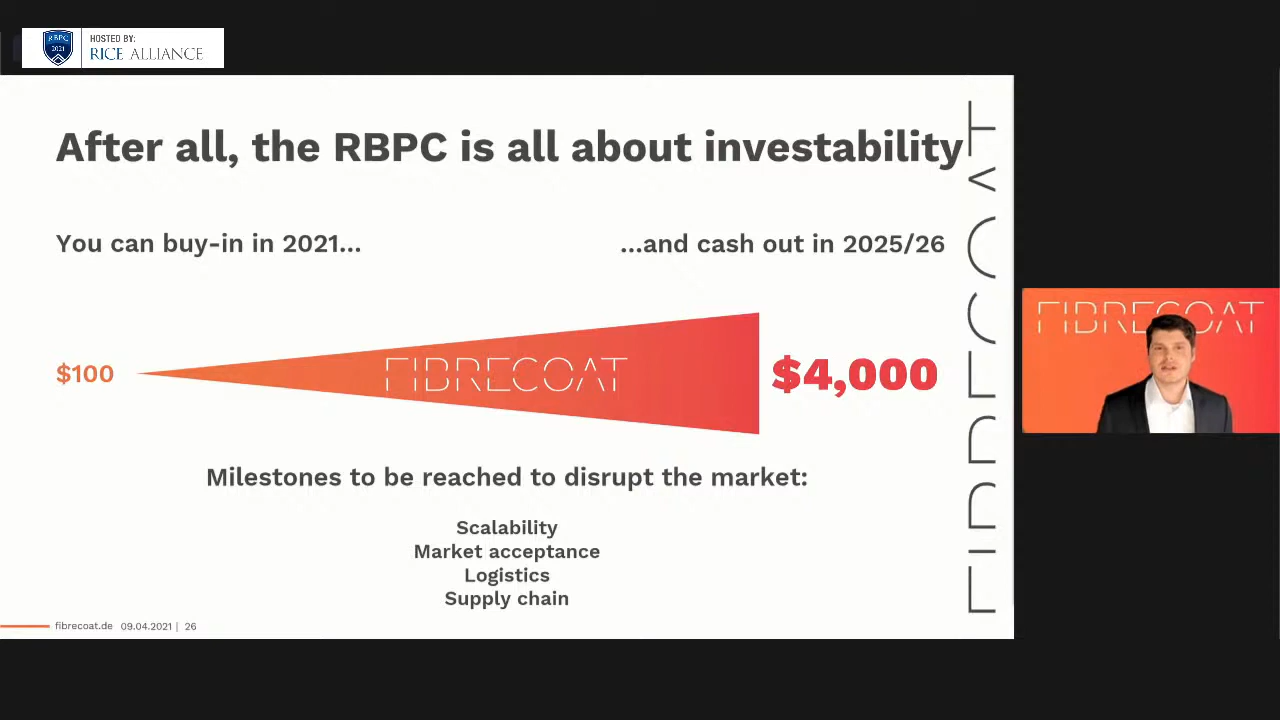 RBPC
2021
HOSTED BY:
RICE ALLIANCE
After all, the RBPC is all about investability
You can buy-in in 2021...
...and cash out in 2025/26
$100
FIBRECOAT
$4,000
Milestones to be reached to disrupt the market:
Scalability
Market acceptance
Logistics
Supply chain
fibrecoat.de 09.04.2021 | 26
FIBRECOAT
FIBRECOAT